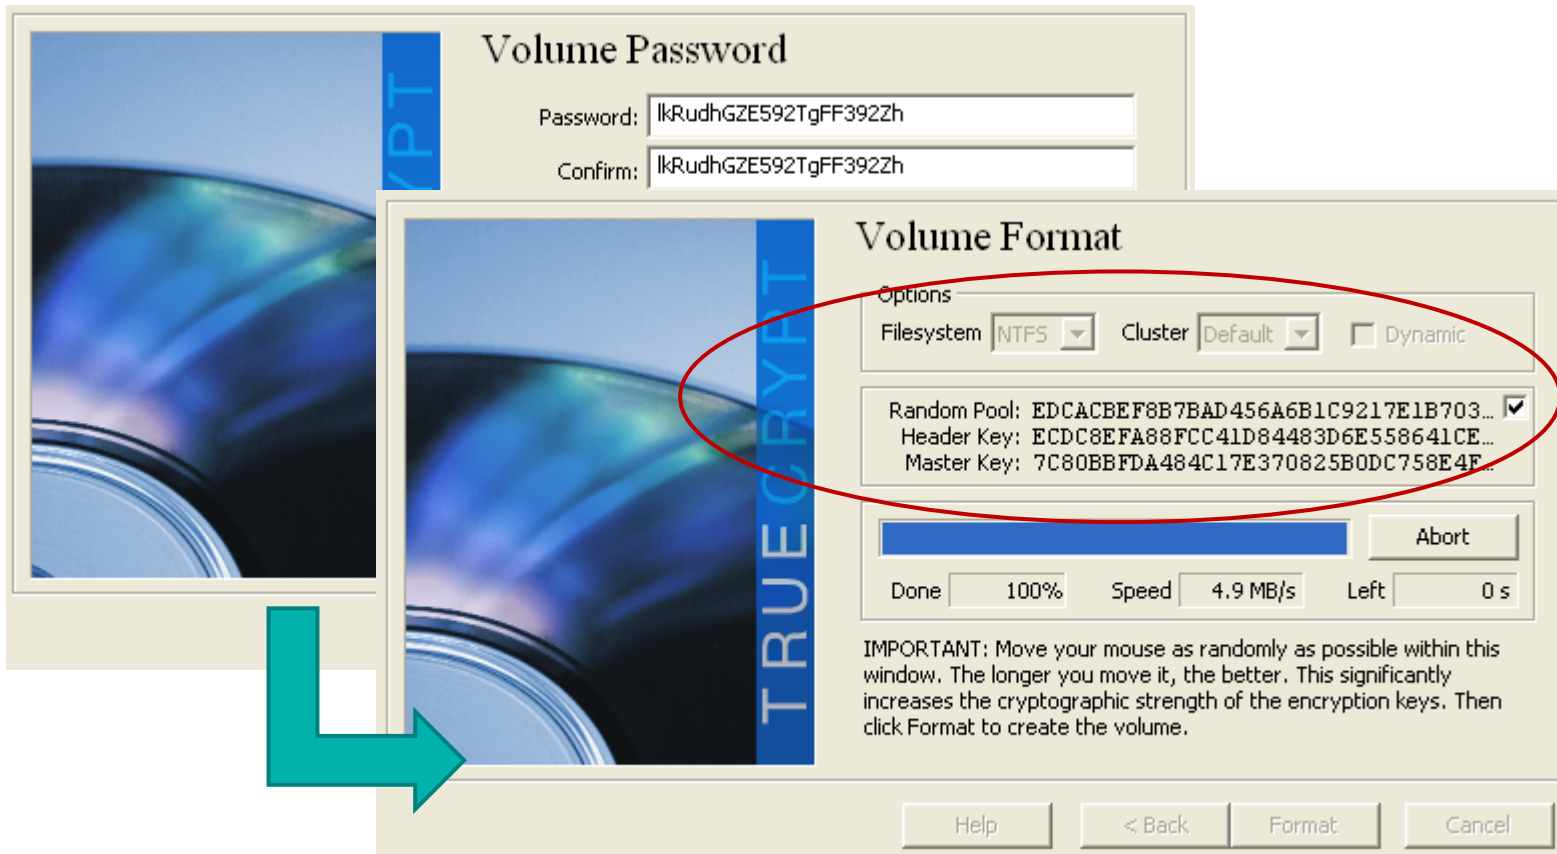 Volume Password
Password: lkRudhGZE592TgFF392Zh
Confirm: lkRudhGZE592TgFF392Zh
Volume Format
Options
Filesystem NTFS Cluster Default Dynamic
Random Pool: EDCACBEF8B7BAD456A6B1C9217E1B703...
Header Key: ECDC8EFA88FCC41D84483D6E558641CE...
Master Key: 7C80BBFDA484C17E370825B0DC758E4F...
Abort
Done 100% Speed 4.9 MB/s Left 0 s
IMPORTANT: Move your mouse as randomly as possible within this
window. The longer you move it, the better. This significantly
increases the cryptographic strength of the encryption keys. Then
click Format to create the volume.
Help < Back Format Cancel
YPT
TRUECRYPT